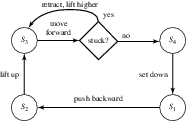 retract, lift higher
yes
move
forward
S3
stuck?
no
S4
lift up
set down
push backward
S2
S1